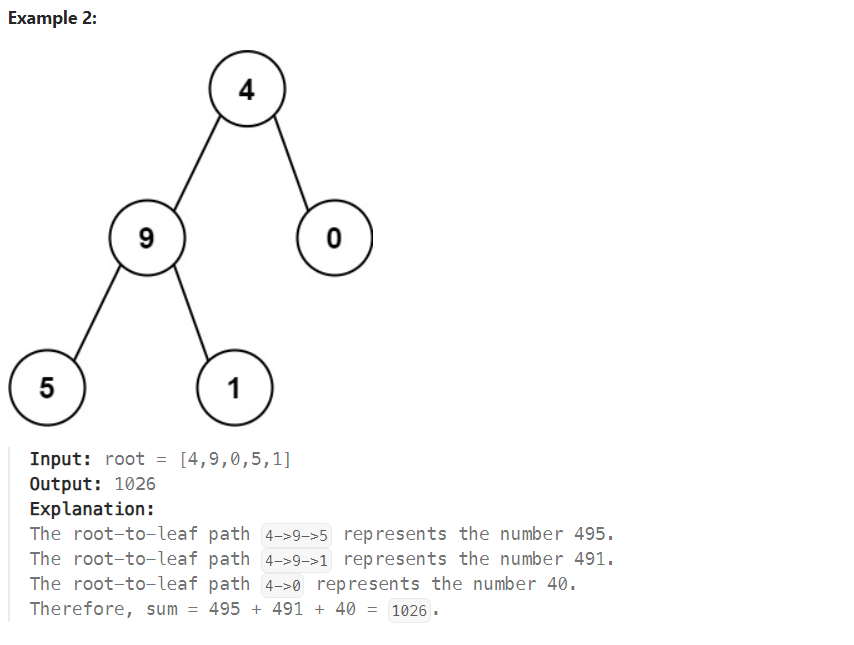 Example 2:
4
9
0
5
1
Input: root = [4,9,0,5,1]
Output: 1026
Explanation:
The root-to-leaf path 4->9->5 represents the number 495.
The root-to-leaf path 4->9->1 represents the number 491.
The root-to-leaf path 4->0 represents the number 40.
Therefore, sum = 495 + 491 + 40 = 1026.